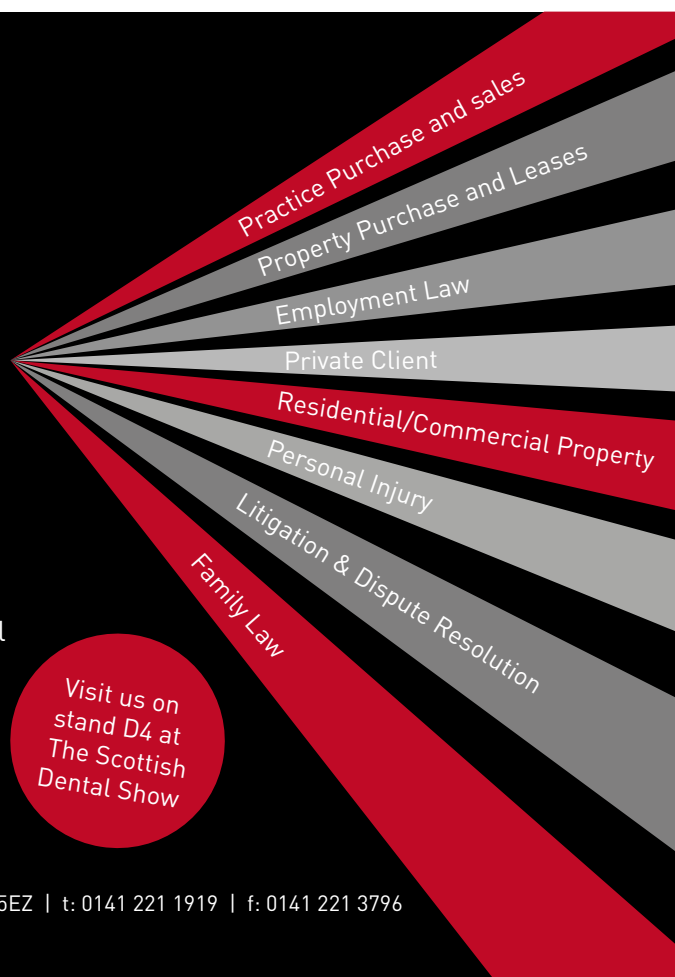 Practice Purchase and sales
Property Purchase and Leases
Employment Law
Private Client
Residential/Commercial Property
Personal Injury
Litigation & Dispute Resolution
Family Law
Visit us on
stand D4 at
The Scottish
Dental Show
5EZ | t: 0141 221 1919 | f: 0141 221 3796